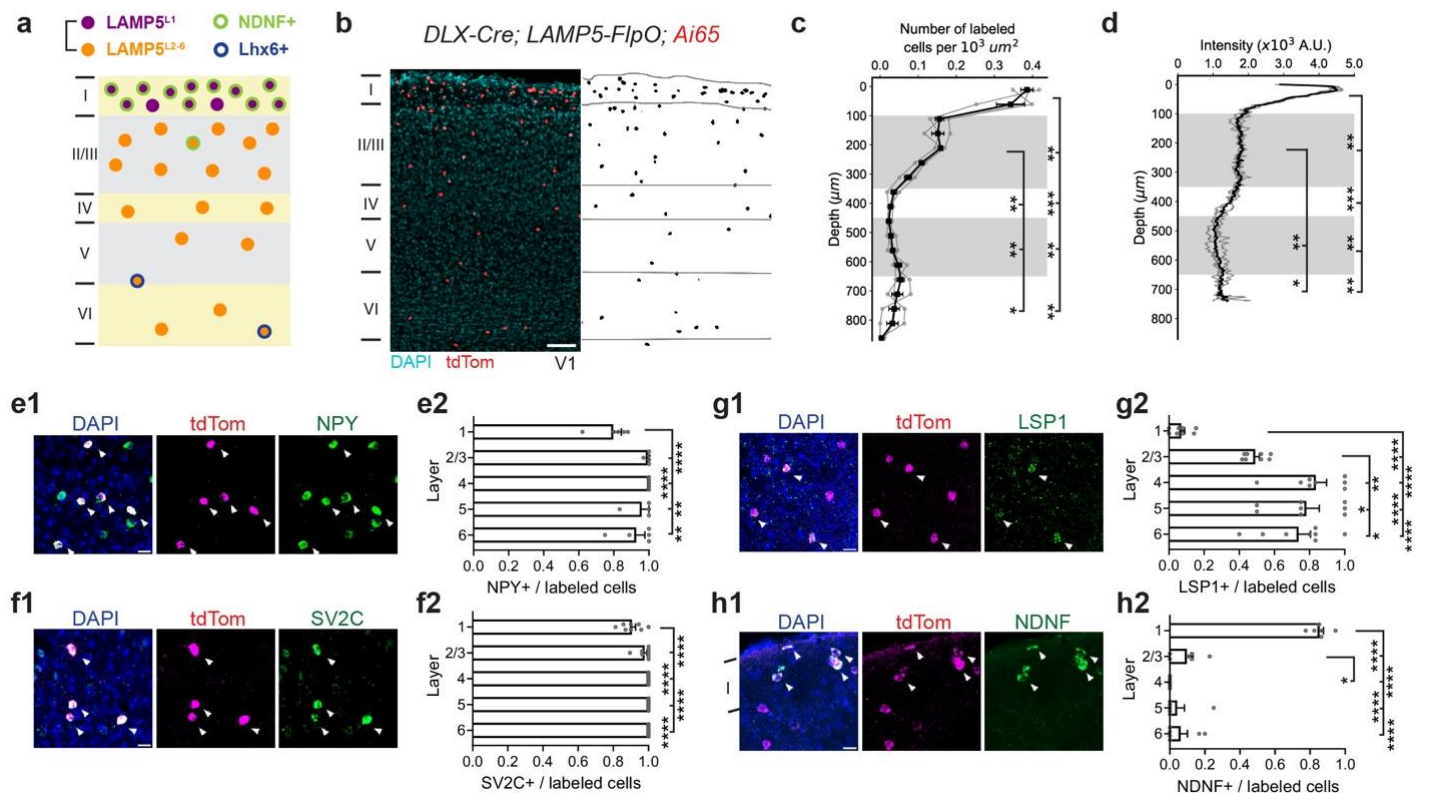 a
LAMP5L1
NDNF+
LAMP5L2-6
Lhx6+
I
II/III
IV
V
VI
b
DLX-Cre; LAMP5-FlpO; Ai65
I
II/III
IV
V
VI
DAPI tdTom V1
c
Number of labeled
cells per 10³ um²
0.0 0.1 0.2 0.3 0.4
Depth (μm)
0
100
200
300
400
500
600
700
800
** ** *
** *** ** **
d
Intensity (x10³ A.U.)
0 1.0 2.0 3.0 4.0 5.0
Depth (μm)
0
100
200
300
400
500
600
700
800
** *
** *** ** **
e1
DAPI tdTom NPY
e2
Layer
1
2/3
4
5
6
0.0 0.2 0.4 0.6 0.8 1.0
NPY+ / labeled cells
**** **** ** **
g1
DAPI tdTom LSP1
g2
Layer
1
2/3
4
5
6
0.0 0.2 0.4 0.6 0.8 1.0
LSP1+ / labeled cells
** * *
**** **** **** ****
f1
DAPI tdTom SV2C
f2
Layer
1
2/3
4
5
6
0.0 0.2 0.4 0.6 0.8 1.0
SV2C+ / labeled cells
**** **** **** ****
h1
DAPI tdTom NDNF
I
h2
Layer
1
2/3
4
5
6
0.0 0.2 0.4 0.6 0.8 1.0
NDNF+ / labeled cells
*
**** **** **** ****